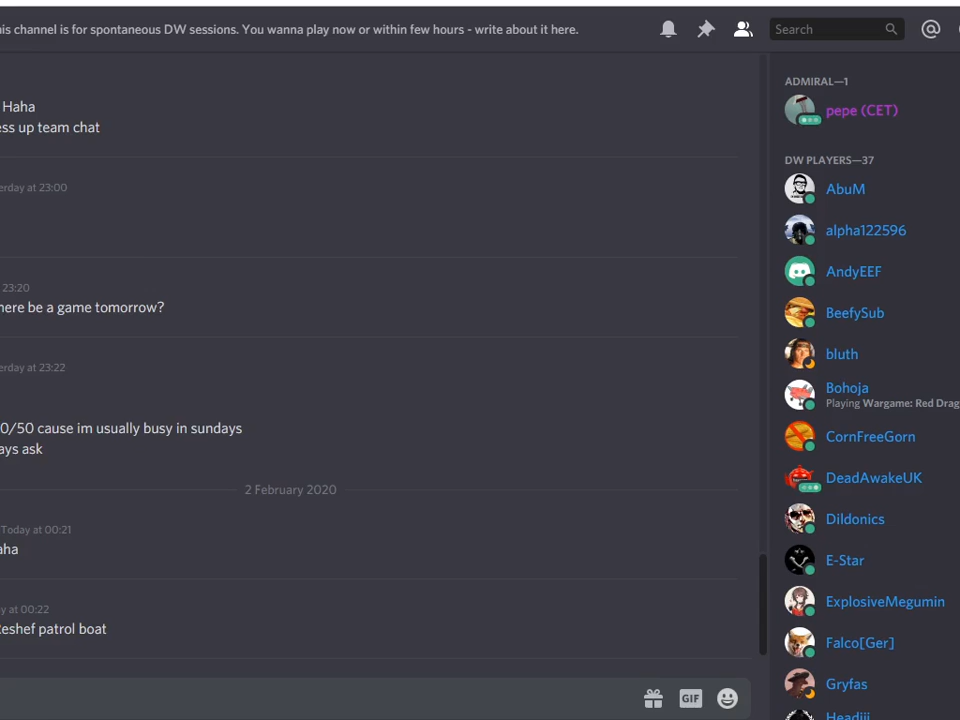 his channel is for spontaneous DW sessions. You wanna play now or within few hours - write about it here.
Search
Haha
ess up team chat
erday at 23:00
23:20
here be a game tomorrow?
erday at 23:22
0/50 cause im usually busy in sundays
ays ask
2 February 2020
Today at 00:21
aha
y at 00:22
Reshef patrol boat
GIF
ADMIRAL—1
pepe (CET)
DW PLAYERS—37
AbuM
alpha122596
AndyEEF
BeefySub
bluth
Bohoja
Playing Wargame: Red Drag
CornFreeGorn
DeadAwakeUK
Dildonics
E-Star
ExplosiveMegumin
Falco[Ger]
Gryfas
Headiii